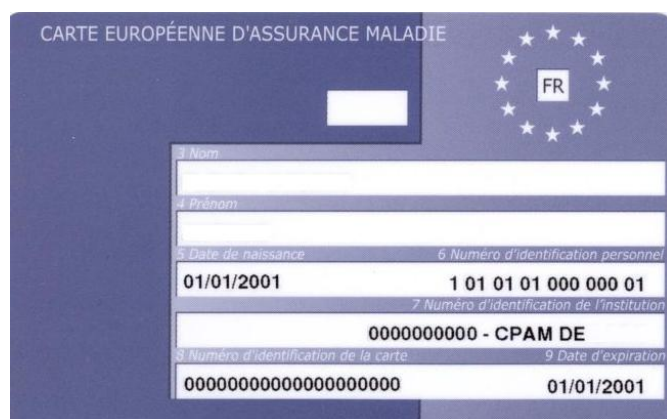 CARTE EUROPÉENNE D'ASSURANCE MALADIE
FR
3 Nom
4 Prénom
5 Date de naissance 6 Numéro d'identification personnel
01/01/2001 1 01 01 01 000 000 01
7 Numéro d'identification de l'institution
0000000000 - CPAM DE
8 Numéro d'identification de la carte 9 Date d'expiration
00000000000000000000 01/01/2001